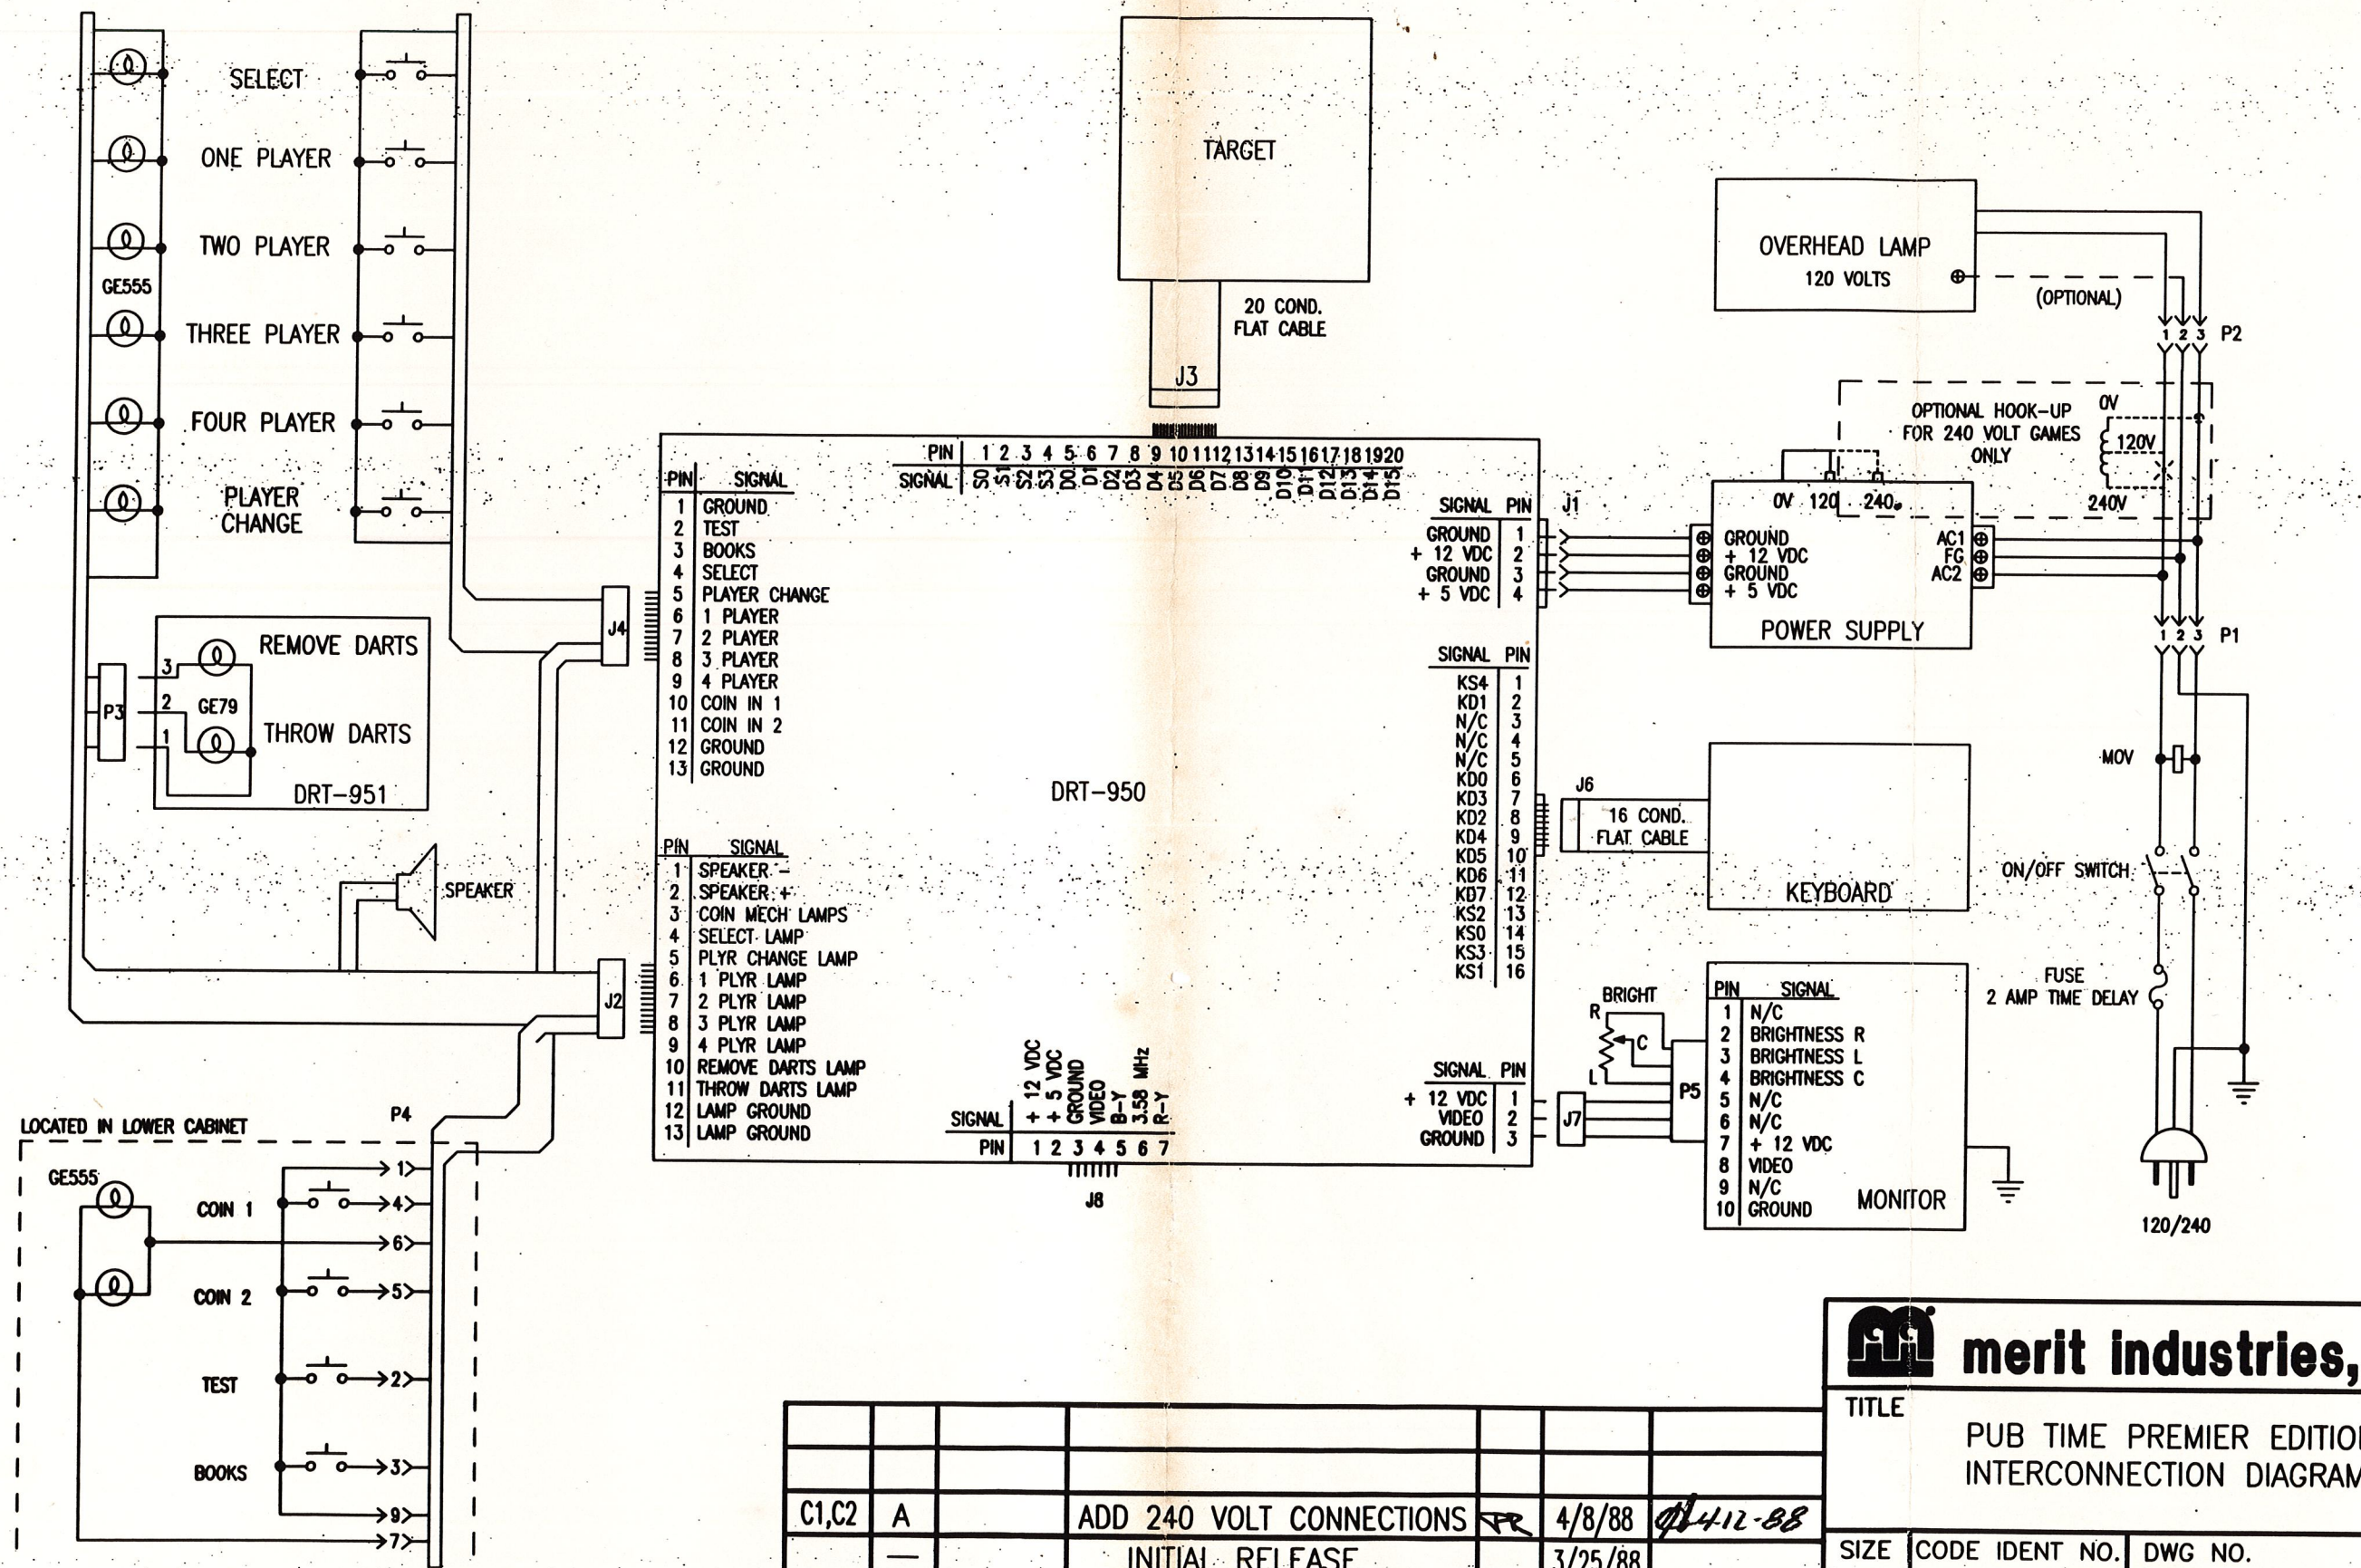 SELECT
ONE PLAYER
TWO PLAYER
GE555
THREE PLAYER
FOUR PLAYER
PLAYER
CHANGE
TARGET
20 COND.
FLAT CABLE
J3
OVERHEAD LAMP
120 VOLTS
(OPTIONAL)
1 2 3 P2
OPTIONAL HOOK-UP
FOR 240 VOLT GAMES
ONLY
0V
120V
240V
REMOVE DARTS
3
2
1
GE79
THROW DARTS
DRT-951
P3
J4
SPEAKER
J2
DRT-950
PIN 1 2 3 4 5 6 7 8 9 10 11 12 13 14 15 16 17 18 19 20
SIGNAL S0 S1 S2 S3 D0 D1 D2 D3 D4 D5 D6 D7 D8 D9 D10 D11 D12 D13 D14 D15
PIN SIGNAL
1 GROUND
2 TEST
3 BOOKS
4 SELECT
5 PLAYER CHANGE
6 1 PLAYER
7 2 PLAYER
8 3 PLAYER
9 4 PLAYER
10 COIN IN 1
11 COIN IN 2
12 GROUND
13 GROUND
PIN SIGNAL
1 SPEAKER -
2 SPEAKER +
3 COIN MECH LAMPS
4 SELECT LAMP
5 PLYR CHANGE LAMP
6 1 PLYR LAMP
7 2 PLYR LAMP
8 3 PLYR LAMP
9 4 PLYR LAMP
10 REMOVE DARTS LAMP
11 THROW DARTS LAMP
12 LAMP GROUND
13 LAMP GROUND
SIGNAL + 12 VDC + 5 VDC GROUND VIDEO B-Y 3.58 MHz R-Y
PIN 1 2 3 4 5 6 7
J8
SIGNAL PIN
GROUND 1
+ 12 VDC 2
GROUND 3
+ 5 VDC 4
J1
SIGNAL PIN
KS4 1
KD1 2
N/C 3
N/C 4
N/C 5
KD0 6
KD3 7
KD2 8
KD4 9
KD5 10
KD6 11
KD7 12
KS2 13
KS0 14
KS3 15
KS1 16
SIGNAL PIN
+ 12 VDC 1
VIDEO 2
GROUND 3
J7
0V 120 240
GROUND
+ 12 VDC
GROUND
+ 5 VDC
AC1
FG
AC2
POWER SUPPLY
1 2 3 P1
J6
16 COND.
FLAT CABLE
KEYBOARD
MOV
ON/OFF SWITCH
FUSE
2 AMP TIME DELAY
120/240
BRIGHT
R
C
L
P5
PIN SIGNAL
1 N/C
2 BRIGHTNESS R
3 BRIGHTNESS L
4 BRIGHTNESS C
5 N/C
6 N/C
7 + 12 VDC
8 VIDEO
9 N/C
10 GROUND
MONITOR
LOCATED IN LOWER CABINET
P4
GE555
COIN 1
COIN 2
TEST
BOOKS
1
4
6
5
2
3
9
7
C1,C2 A ADD 240 VOLT CONNECTIONS 4/8/88 4-12-88
— INITIAL RELEASE 3/25/88
merit industries,
TITLE
PUB TIME PREMIER EDITION
INTERCONNECTION DIAGRAM
SIZE CODE IDENT NO. DWG NO.